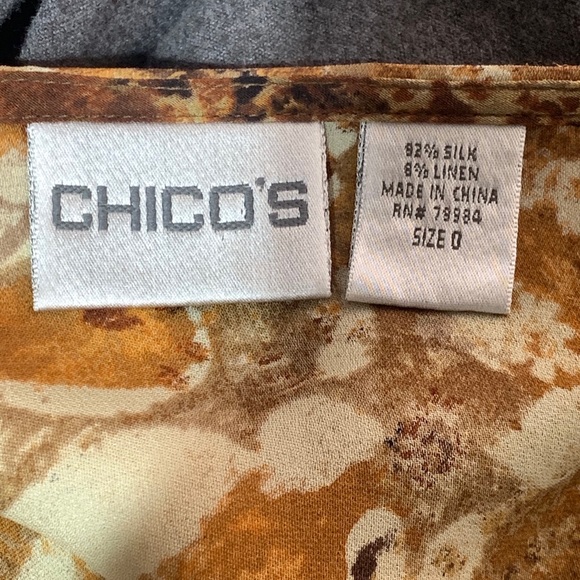 CHICO'S
92% SILK
8% LINEN
MADE IN CHINA
RN# 79984
SIZE 0